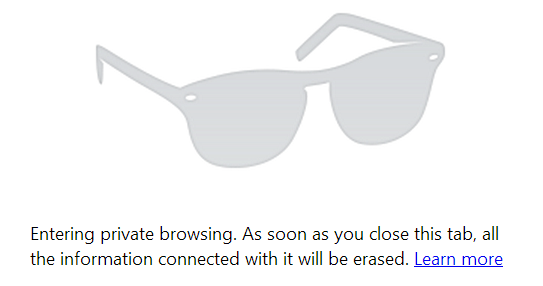 Entering private browsing. As soon as you close this tab, all
the information connected with it will be erased. Learn more